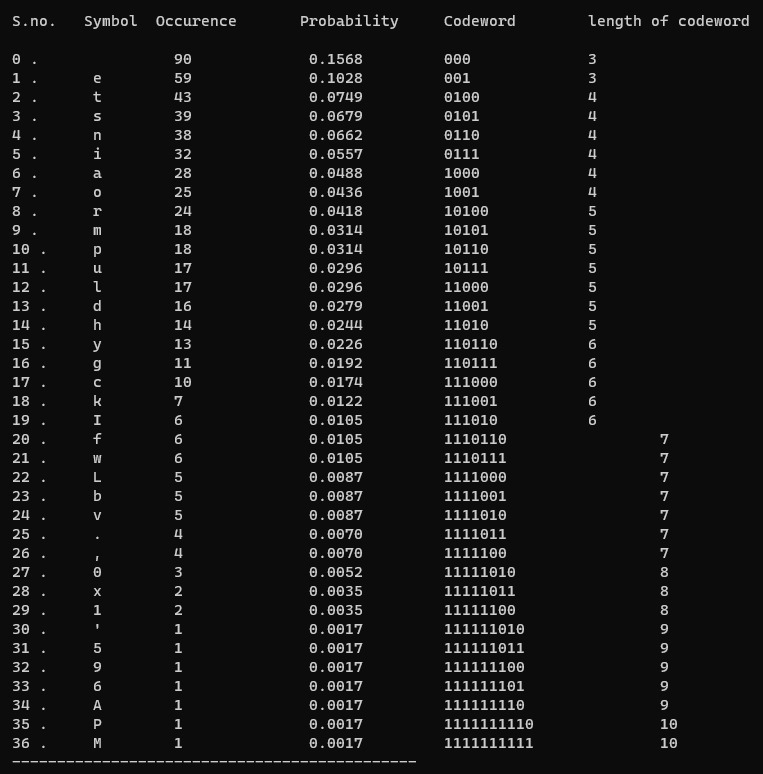 S.no. Symbol Occurence Probability Codeword length of codeword
0 . 90 0.1568 000 3
1 . e 59 0.1028 001 3
2 . t 43 0.0749 0100 4
3 . s 39 0.0679 0101 4
4 . n 38 0.0662 0110 4
5 . i 32 0.0557 0111 4
6 . a 28 0.0488 1000 4
7 . o 25 0.0436 1001 4
8 . r 24 0.0418 10100 5
9 . m 18 0.0314 10101 5
10 . p 18 0.0314 10110 5
11 . u 17 0.0296 10111 5
12 . l 17 0.0296 11000 5
13 . d 16 0.0279 11001 5
14 . h 14 0.0244 11010 5
15 . y 13 0.0226 110110 6
16 . g 11 0.0192 110111 6
17 . c 10 0.0174 111000 6
18 . k 7 0.0122 111001 6
19 . I 6 0.0105 111010 6
20 . f 6 0.0105 1110110 7
21 . w 6 0.0105 1110111 7
22 . L 5 0.0087 1111000 7
23 . b 5 0.0087 1111001 7
24 . v 5 0.0087 1111010 7
25 . . 4 0.0070 1111011 7
26 . , 4 0.0070 1111100 7
27 . 0 3 0.0052 11111010 8
28 . x 2 0.0035 11111011 8
29 . 1 2 0.0035 11111100 8
30 . ' 1 0.0017 111111010 9
31 . 5 1 0.0017 111111011 9
32 . 9 1 0.0017 111111100 9
33 . 6 1 0.0017 111111101 9
34 . A 1 0.0017 111111110 9
35 . P 1 0.0017 1111111110 10
36 . M 1 0.0017 1111111111 10
---------------------------------------------